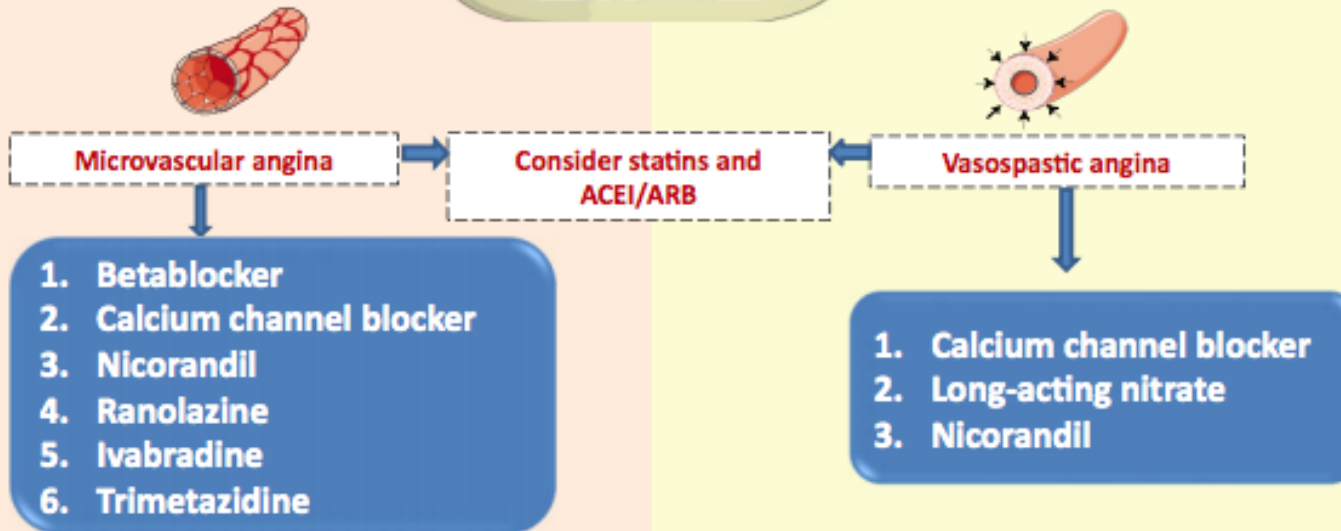 Microvascular angina
Consider statins and
ACEI/ARB
Vasospastic angina
1. Betablocker
2. Calcium channel blocker
3. Nicorandil
4. Ranolazine
5. Ivabradine
6. Trimetazidine
1. Calcium channel blocker
2. Long-acting nitrate
3. Nicorandil